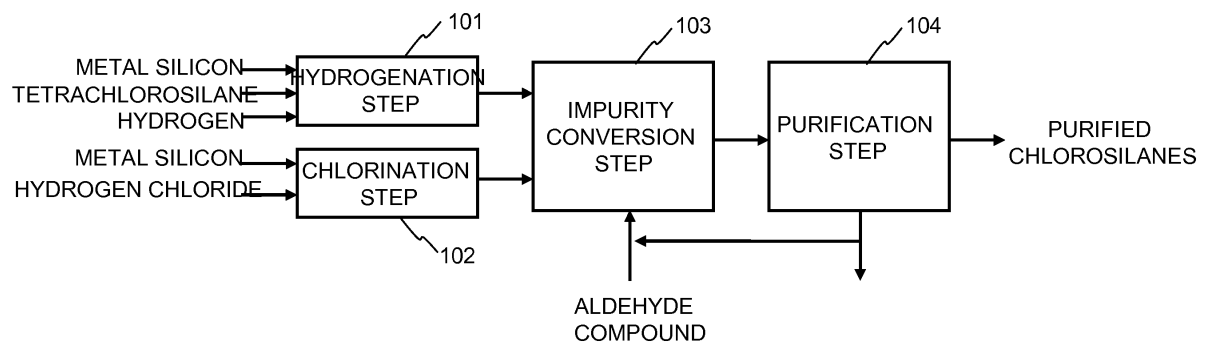 101
103
104
METAL SILICON
TETRACHLOROSILANE
HYDROGEN
HYDROGENATION
STEP
METAL SILICON
HYDROGEN CHLORIDE
CHLORINATION
STEP
102
IMPURITY
CONVERSION
STEP
PURIFICATION
STEP
PURIFIED
CHLOROSILANES
ALDEHYDE
COMPOUND